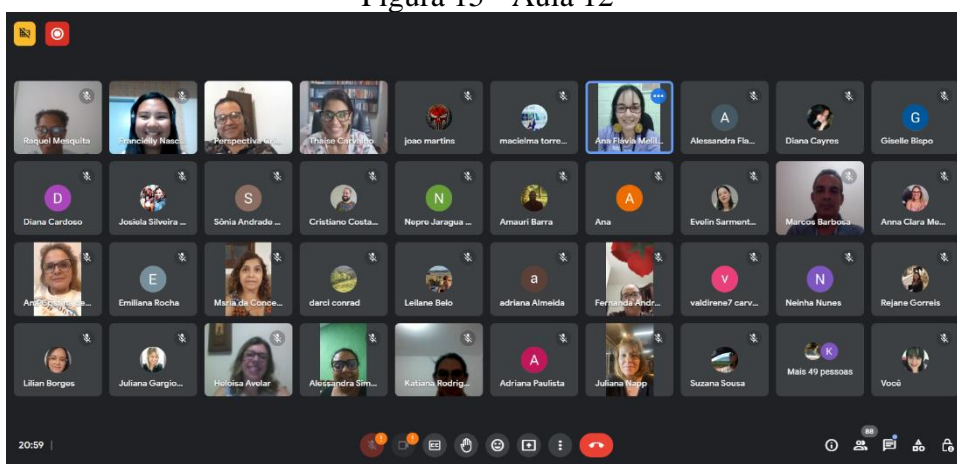 Figura 13 - Aula 12
Raquel Mesquita
Francielly Nasci...
Perspectiva
Thaise Carvalho
joao martins
macielma torre...
Ana Flávia
Alessandra Fla...
Diana Cayres
G
Giselle Bispo
A
D
Diana Cardoso
Josiela Silveira ...
S
Sônia Andrade ...
Cristiano Costa...
N
Nepre Jaragua ...
Amauri Barra
A
Ana
Evelin Sarment...
Marcos Barbosa
Anna Clara Me...
E
Emiliana Rocha
Maria da Conce...
darci conrad
Leilane Belo
a
adriana Almeida
Fernanda Andr...
v
valdirene7 carv...
N
Neinha Nunes
Rejane Gorreis
Lilian Borges
Juliana Gargio...
Heloisa Avelar
Alessandra Sim...
Katiana Rodrig...
A
Adriana Paulista
Juliana Napp
Suzana Sousa
K
Mais 49 pessoas
Você
20:59
CC
88